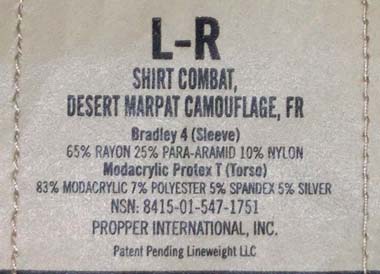 L-R
SHIRT COMBAT,
DESERT MARPAT CAMOUFLAGE, FR
Bradley 4 (Sleeve)
65% RAYON 25% PARA-ARAMID 10% NYLON
Modacrylic Protex T (Torso)
83% MODACRYLIC 7% POLYESTER 5% SPANDEX 5% SILVER
NSN: 8415-01-547-1751
PROPPER INTERNATIONAL, INC.
Patent Pending Lineweight LLC